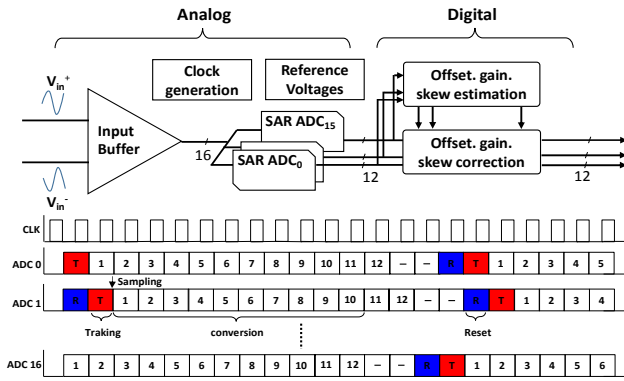 Analog
Digital
Vin+
Vin-
Input
Buffer
Clock
generation
Reference
Voltages
16
SAR ADC15
SAR ADC0
12
Offset. gain.
skew estimation
Offset. gain.
skew correction
12
CLK
ADC 0 T 1 2 3 4 5 6 7 8 9 10 11 12 – – R T 1 2 3 4 5
Sampling
ADC 1 R T 1 2 3 4 5 6 7 8 9 10 11 12 – – R T 1 2 3 4
Traking
conversion
Reset
ADC 16 1 2 3 4 5 6 7 8 9 10 11 12 – – R T 1 2 3 4 5 6